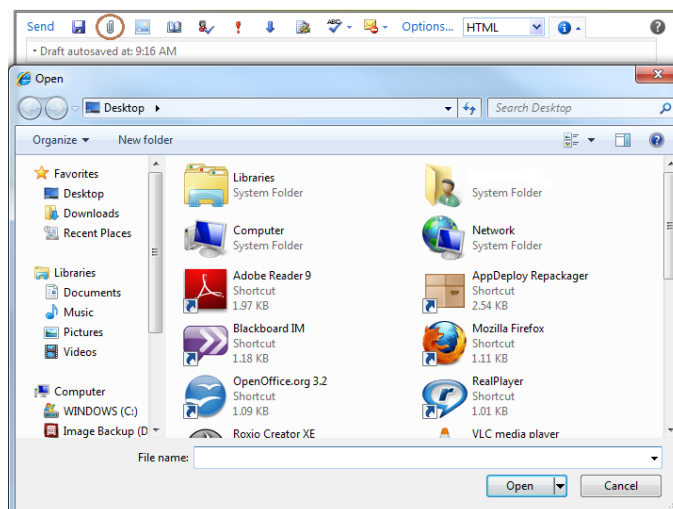 Send ABC Options... HTML
• Draft autosaved at: 9:16 AM
Open
Desktop Search Desktop
Organize New folder
Favorites
Desktop
Downloads
Recent Places
Libraries
Documents
Music
Pictures
Videos
Computer
WINDOWS (C:)
Image Backup (D
Libraries
System Folder
System Folder
Computer
System Folder
Network
System Folder
Adobe Reader 9
Shortcut
1.97 KB
AppDeploy Repackager
Shortcut
2.54 KB
Blackboard IM
Shortcut
1.18 KB
Mozilla Firefox
Shortcut
1.11 KB
OpenOffice.org 3.2
Shortcut
1.09 KB
RealPlayer
Shortcut
1.01 KB
Roxio Creator XE
VLC media player
File name:
Open Cancel